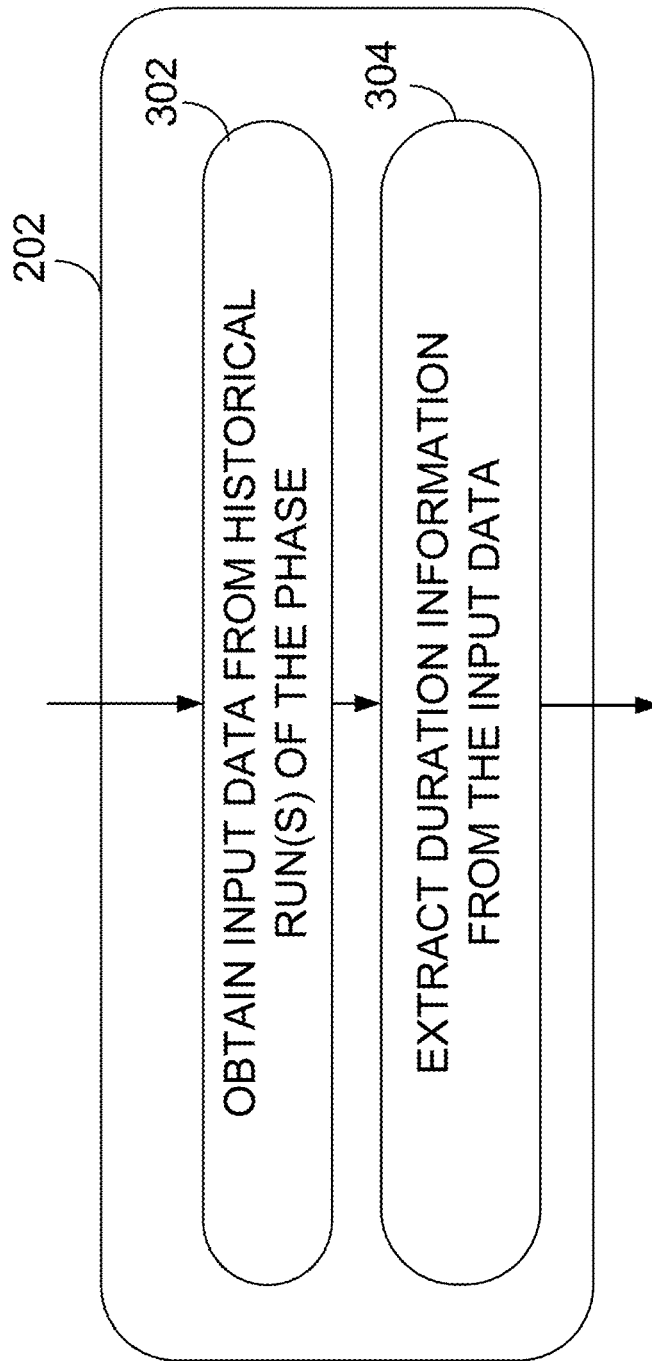 202
302
OBTAIN INPUT DATA FROM HISTORICAL
RUN(S) OF THE PHASE
304
EXTRACT DURATION INFORMATION
FROM THE INPUT DATA